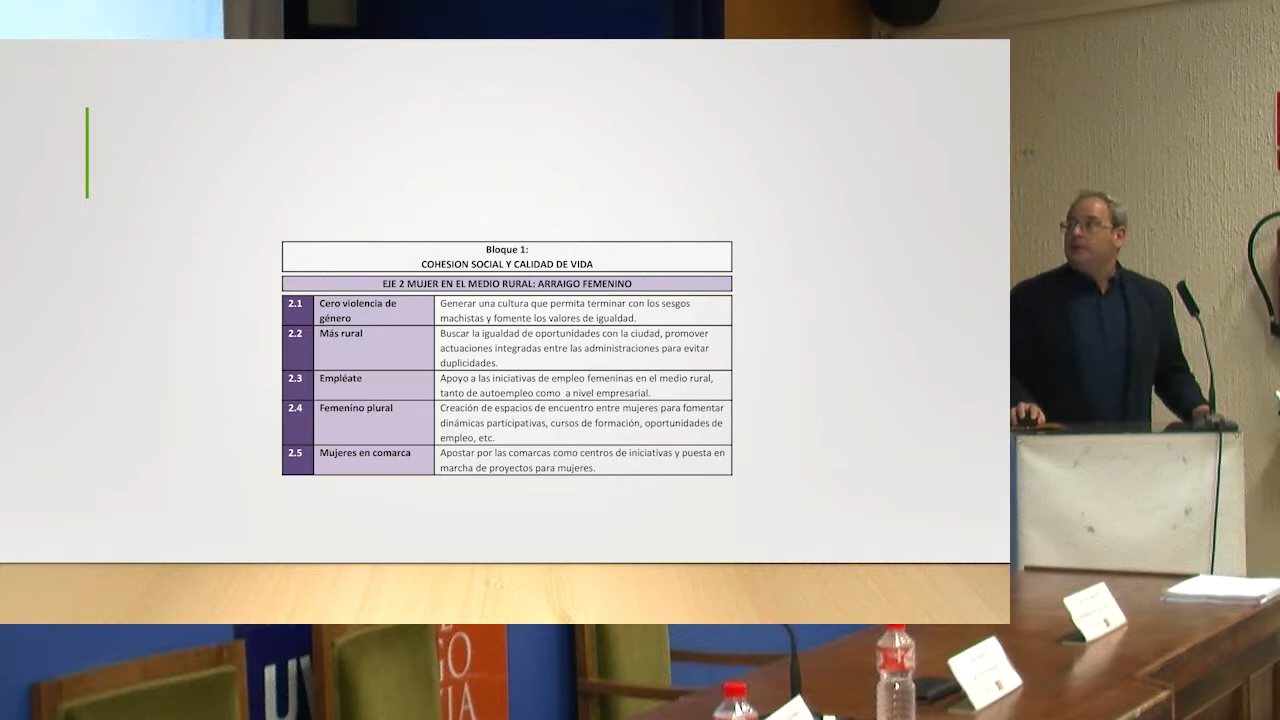 Bloque 1:
COHESION SOCIAL Y CALIDAD DE VIDA
EJE 2 MUJER EN EL MEDIO RURAL: ARRAIGO FEMENINO
2.1 Cero violencia de género
Generar una cultura que permita terminar con los sesgos
machistas y fomente los valores de igualdad.
2.2 Más rural
Buscar la igualdad de oportunidades con la ciudad, promover
actuaciones integradas entre las administraciones para evitar
duplicidades.
2.3 Empléate
Apoyo a las iniciativas de empleo femeninas en el medio rural,
tanto de autoempleo como a nivel empresarial.
2.4 Femenino plural
Creación de espacios de encuentro entre mujeres para fomentar
dinámicas participativas, cursos de formación, oportunidades de
empleo, etc.
2.5 Mujeres en comarca
Apostar por las comarcas como centros de iniciativas y puesta en
marcha de proyectos para mujeres.